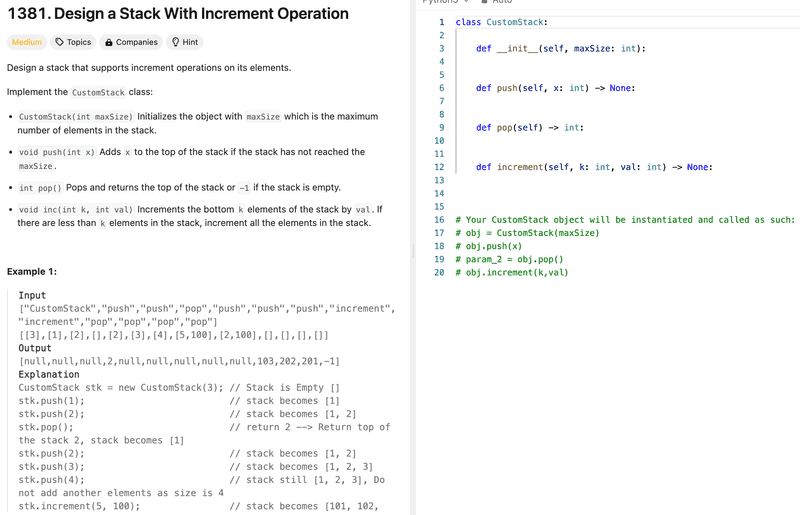 1381. Design a Stack With Increment Operation
Medium Topics Companies Hint
Design a stack that supports increment operations on its elements.
Implement the CustomStack class:
• CustomStack(int maxSize) Initializes the object with maxSize which is the maximum
number of elements in the stack.
• void push(int x) Adds x to the top of the stack if the stack has not reached the
maxSize.
• int pop() Pops and returns the top of the stack or -1 if the stack is empty.
• void inc(int k, int val) Increments the bottom k elements of the stack by val. If
there are less than k elements in the stack, increment all the elements in the stack.
Example 1:
Input
["CustomStack","push","push","pop","push","push","push","increment",
"increment","pop","pop","pop","pop"]
[[3],[1],[2],[],[2],[3],[4],[5,100],[2,100],[],[],[],[]]
Output
[null,null,null,2,null,null,null,null,null,103,202,201,-1]
Explanation
CustomStack stk = new CustomStack(3); // Stack is Empty []
stk.push(1); // stack becomes [1]
stk.push(2); // stack becomes [1, 2]
stk.pop(); // return 2 --> Return top of
the stack 2, stack becomes [1]
stk.push(2); // stack becomes [1, 2]
stk.push(3); // stack becomes [1, 2, 3]
stk.push(4); // stack still [1, 2, 3], Do
not add another elements as size is 4
stk.increment(5, 100); // stack becomes [101, 102,
Python3 Auto
1 class CustomStack:
2
3 def __init__(self, maxSize: int):
4
5
6 def push(self, x: int) -> None:
7
8
9 def pop(self) -> int:
10
11
12 def increment(self, k: int, val: int) -> None:
13
14
15
16 # Your CustomStack object will be instantiated and called as such:
17 # obj = CustomStack(maxSize)
18 # obj.push(x)
19 # param_2 = obj.pop()
20 # obj.increment(k,val)